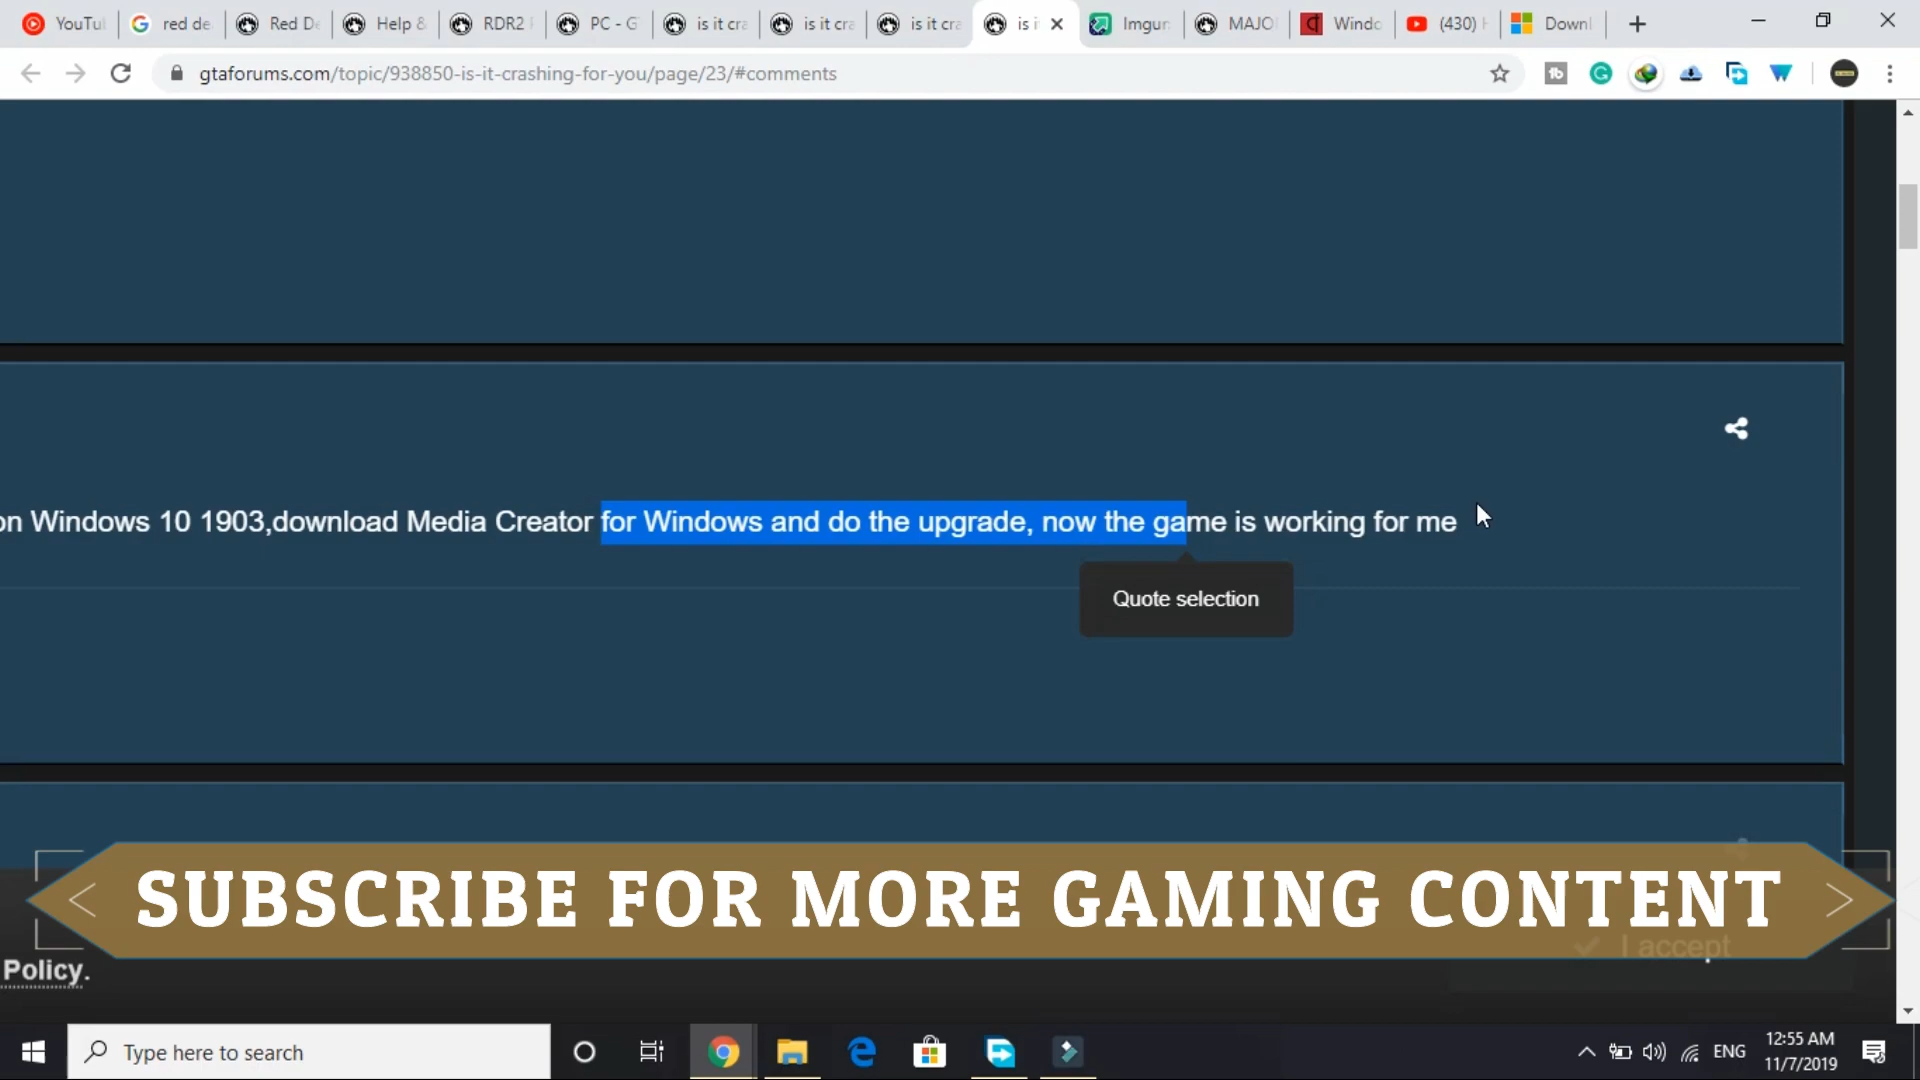 YouTu
red de
Red De
Help &
RDR2
PC - G
is it cra
is it cra
is it cra
is i
Imgur
MAJO
Windo
(430)
Downl
gtaforums.com/topic/938850-is-it-crashing-for-you/page/23/#comments
on Windows 10 1903,download Media Creator for Windows and do the upgrade, now the game is working for me
Quote selection
SUBSCRIBE FOR MORE GAMING CONTENT
I accept
Policy.
Type here to search
ENG
12:55 AM
11/7/2019